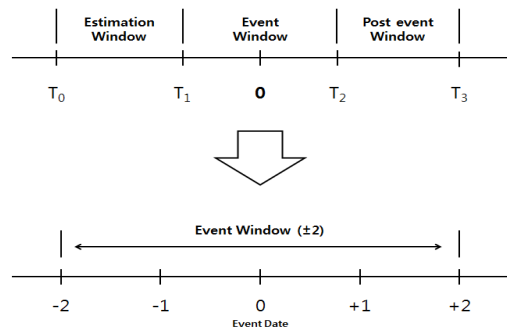 Estimation Window
Event Window
Post event Window
T₀ T₁ 0 T₂ T₃
Event Window (±2)
-2 -1 0 +1 +2
Event Date